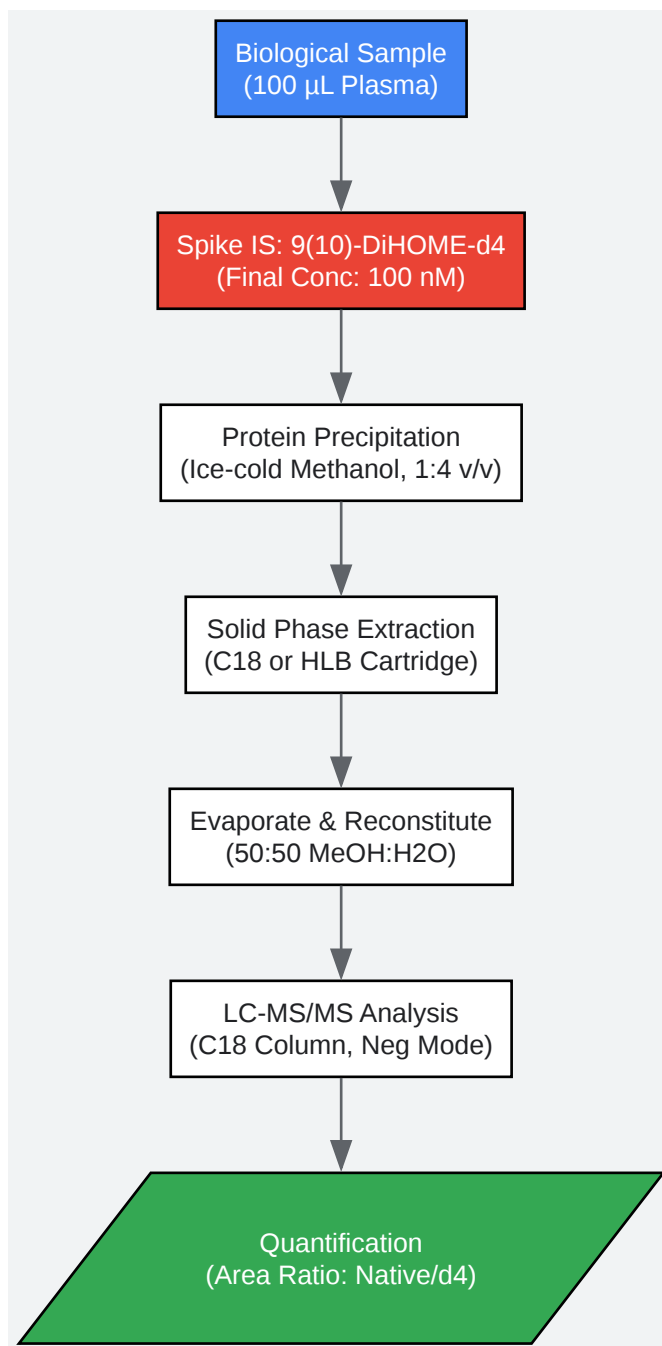 Biological Sample
(100 µL Plasma)
Spike IS: 9(10)-DiHOME-d4
(Final Conc: 100 nM)
Protein Precipitation
(Ice-cold Methanol, 1:4 v/v)
Solid Phase Extraction
(C18 or HLB Cartridge)
Evaporate & Reconstitute
(50:50 MeOH:H2O)
LC-MS/MS Analysis
(C18 Column, Neg Mode)
Quantification
(Area Ratio: Native/d4)